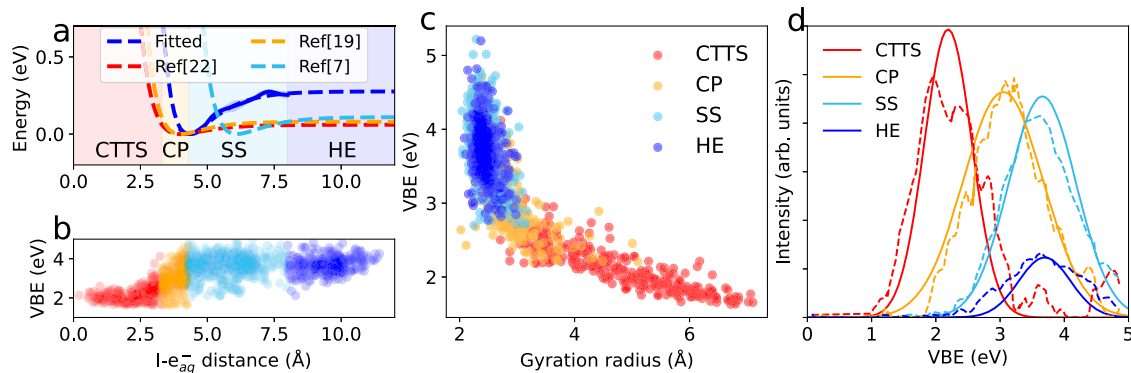 a
Fitted
Ref[22]
Ref[19]
Ref[7]
Energy (eV)
0.5
0.0
CTTS
CP
SS
HE
0.0 2.5 5.0 7.5 10.0
b
VBE (eV)
4
2
0.0 2.5 5.0 7.5 10.0
I-e⁻aq distance (Å)
c
VBE (eV)
5
4
3
2
CTTS
CP
SS
HE
2 4 6
Gyration radius (Å)
d
Intensity (arb. units)
CTTS
CP
SS
HE
0 1 2 3 4 5
VBE (eV)